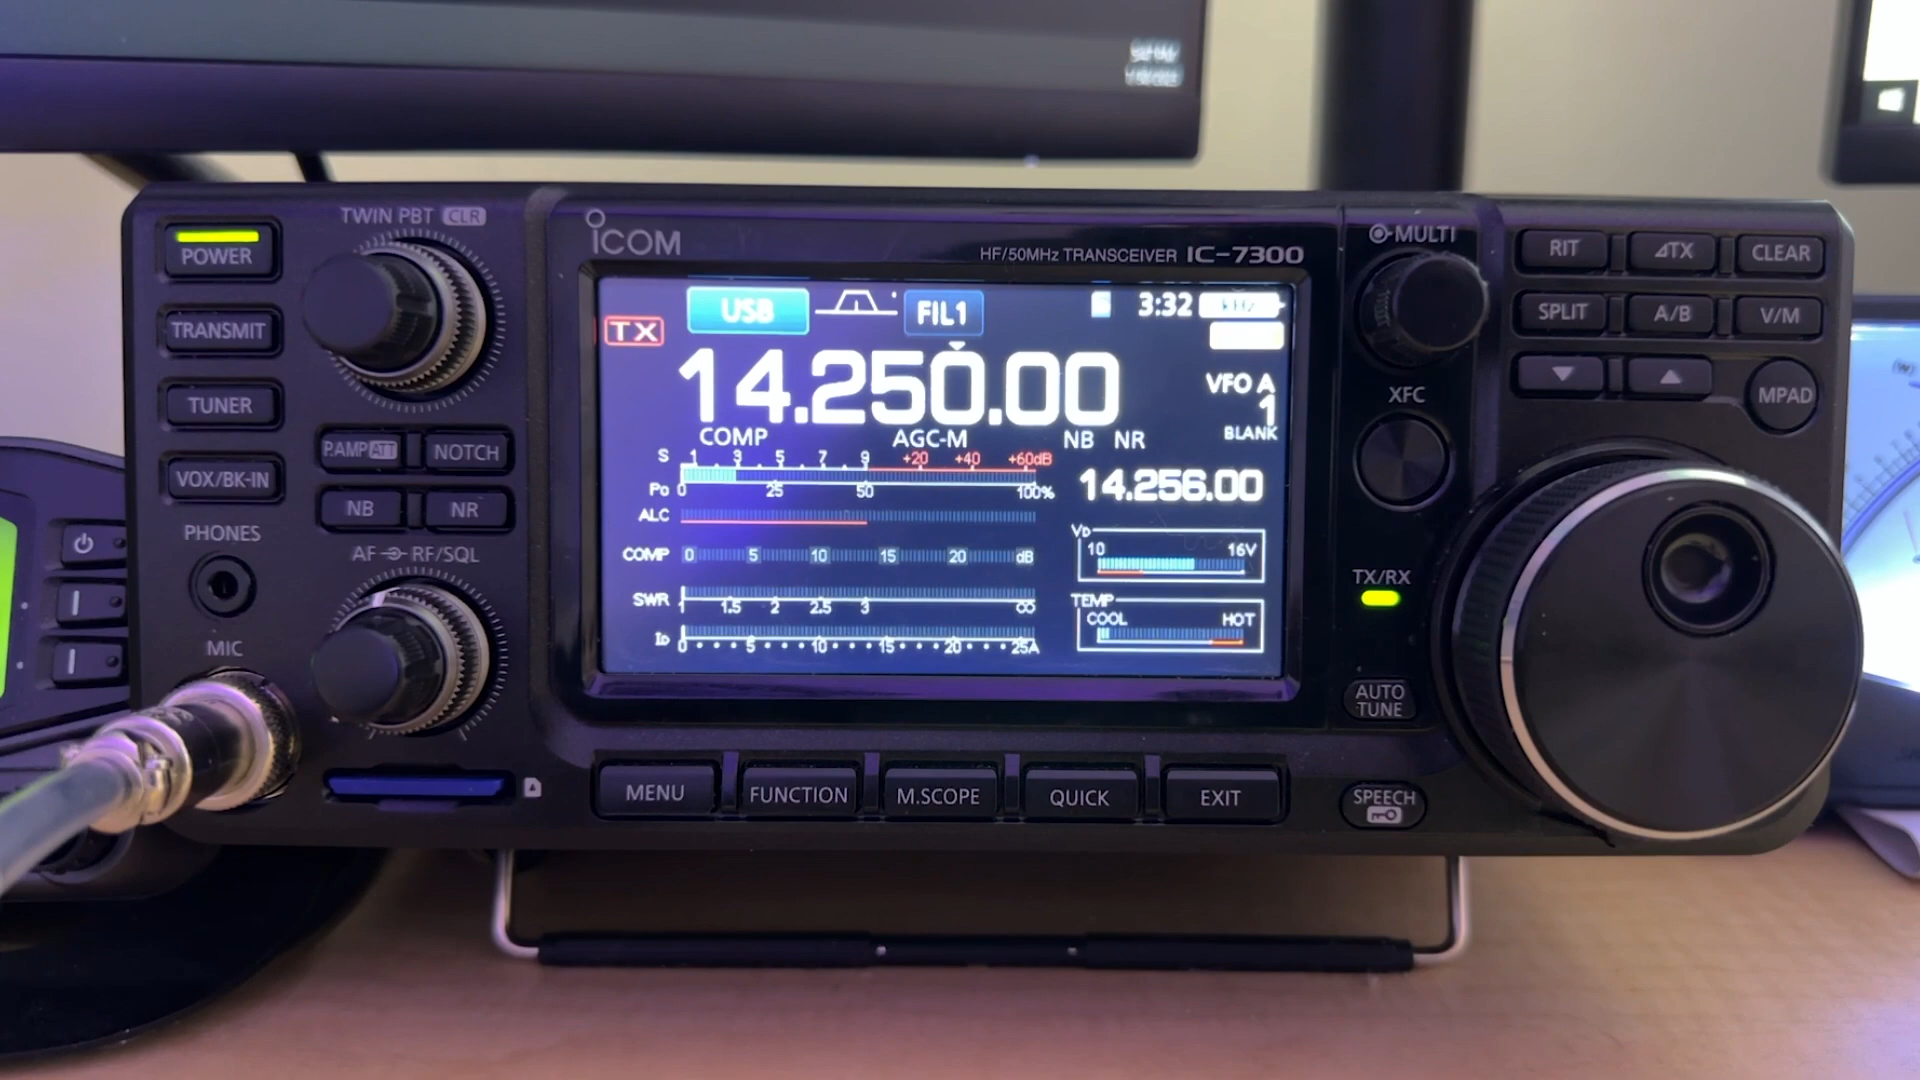 POWER
TRANSMIT
TUNER
VOX/BK-IN
PHONES
MIC
TWIN PBT CLR
P.AMP ATT
NOTCH
NB
NR
AF RF/SQL
ICOM
HF/50MHz TRANSCEIVER IC-7300
USB FIL1 3:32
TX
14.250.00
VFO A
1
BLANK
COMP AGC-M NB NR
S 1 3 5 7 9 +20 +40 +60dB
Po 0 25 50 100%
14.256.00
ALC
COMP 0 5 10 15 20 dB
SWR 1 1.5 2 2.5 3 ∞
ID 0 5 10 15 20 25A
VD
10 16V
TEMP
COOL HOT
MENU
FUNCTION
M.SCOPE
QUICK
EXIT
MULTI
XFC
TX/RX
AUTO
TUNE
SPEECH
RIT
⊿TX
CLEAR
SPLIT
A/B
V/M
MPAD